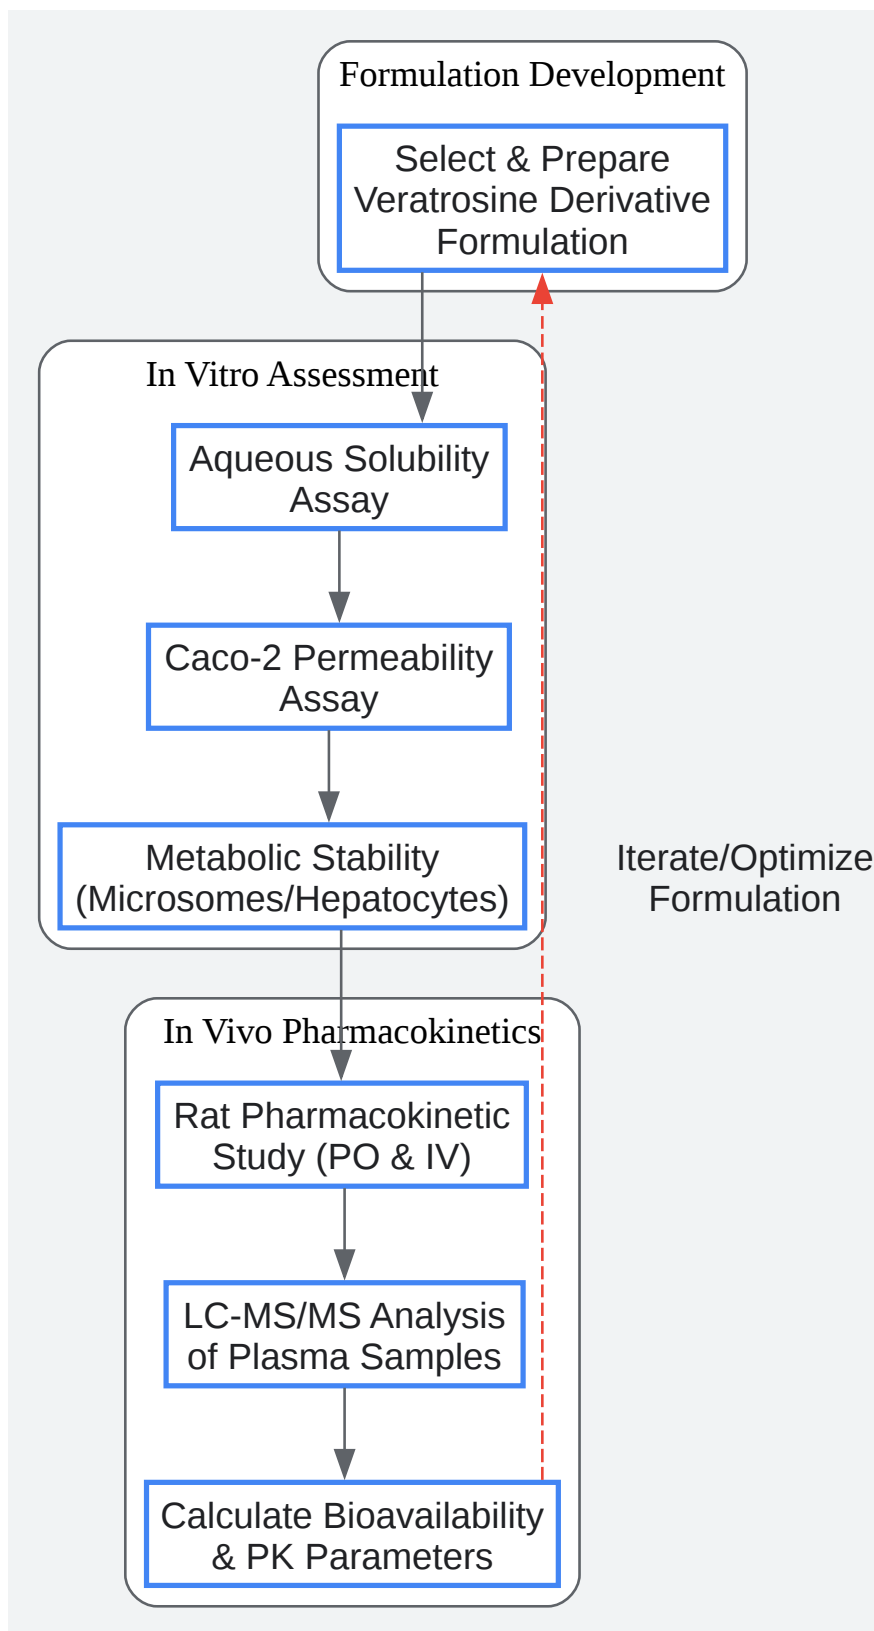 Formulation Development
Select & Prepare
Veratrosine Derivative
Formulation
In Vitro Assessment
Aqueous Solubility
Assay
Caco-2 Permeability
Assay
Metabolic Stability
(Microsomes/Hepatocytes)
Iterate/Optimize
Formulation
In Vivo Pharmacokinetics
Rat Pharmacokinetic
Study (PO & IV)
LC-MS/MS Analysis
of Plasma Samples
Calculate Bioavailability
& PK Parameters